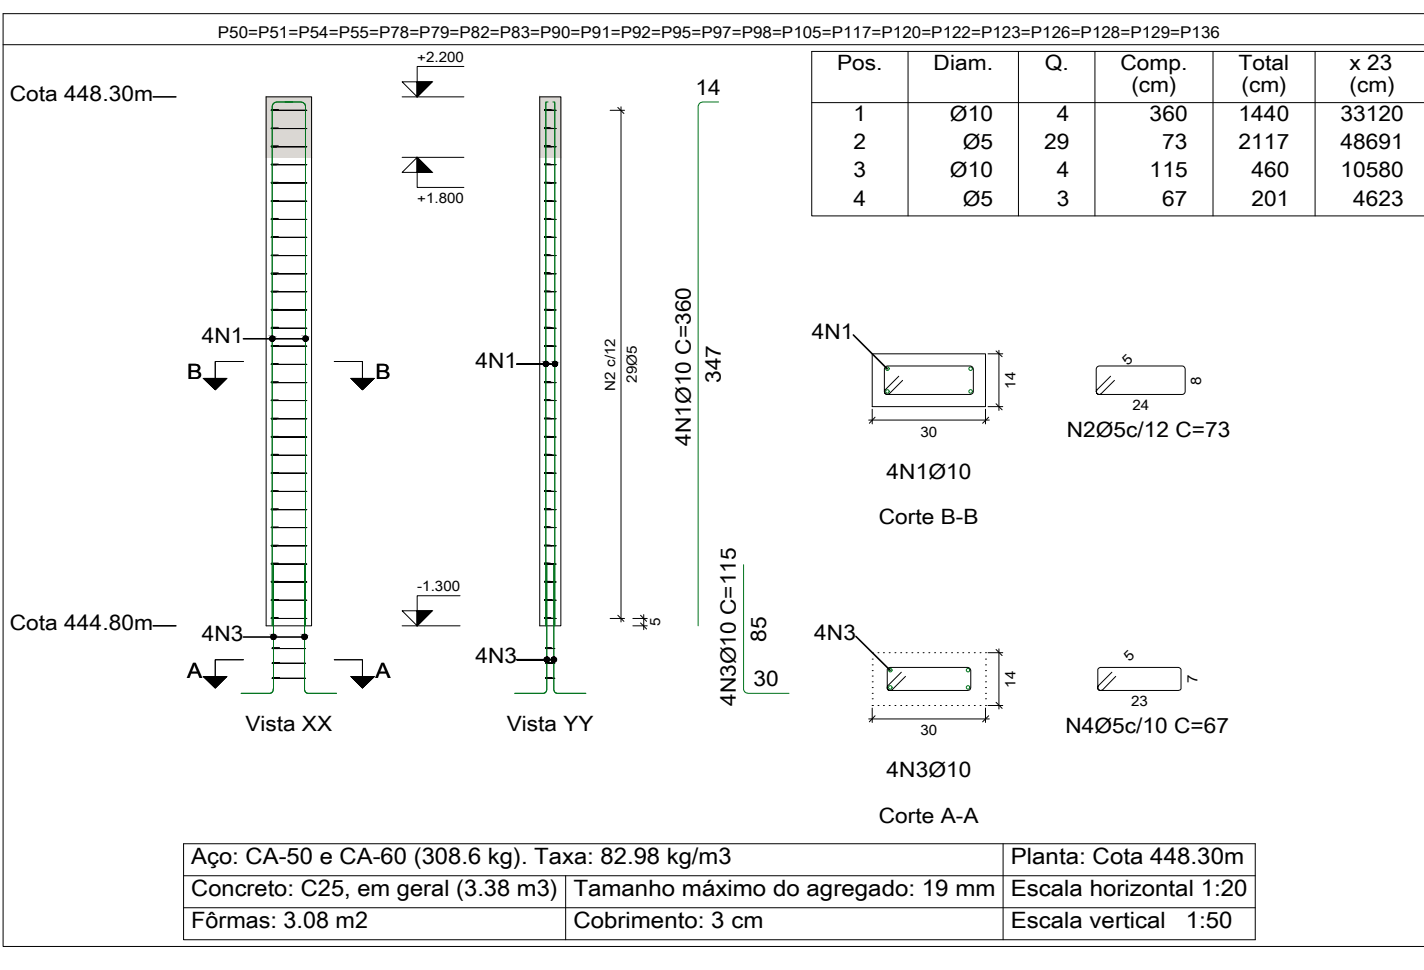 P50=P51=P54=P55=P78=P79=P82=P83=P90=P91=P92=P95=P97=P98=P105=P117=P120=P122=P123=P126=P128=P129=P136
Cota 448.30m
+2.200
+1.800
4N1
B
B
-1.300
Cota 444.80m
4N3
A
A
Vista XX
4N1
4N3
Vista YY
N2 c/12
29Ø5
5
14
4N1Ø10 C=360
347
4N3Ø10 C=115
85
30
Pos. Diam. Q. Comp. (cm) Total (cm) x 23 (cm)
1 Ø10 4 360 1440 33120
2 Ø5 29 73 2117 48691
3 Ø10 4 115 460 10580
4 Ø5 3 67 201 4623
4N1
14
30
4N1Ø10
Corte B-B
5
8
24
N2Ø5c/12 C=73
4N3
14
30
4N3Ø10
Corte A-A
5
7
23
N4Ø5c/10 C=67
Aço: CA-50 e CA-60 (308.6 kg). Taxa: 82.98 kg/m3 Planta: Cota 448.30m
Concreto: C25, em geral (3.38 m3) Tamanho máximo do agregado: 19 mm Escala horizontal 1:20
Fôrmas: 3.08 m2 Cobrimento: 3 cm Escala vertical 1:50